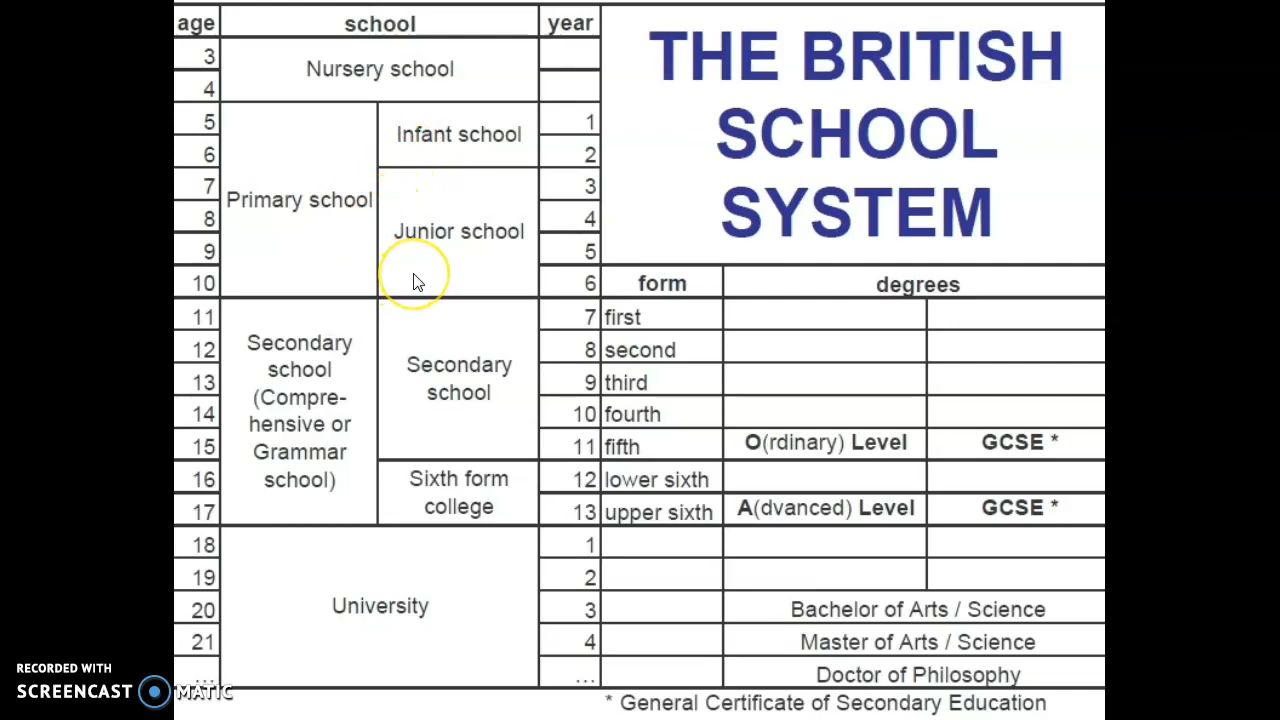 age school year
THE BRITISH
SCHOOL
SYSTEM
3
Nursery school
4
5 1
Infant school
6 2
7 3
Primary school
8 4
Junior school
9 5
10 6 form degrees
11 7 first
12 8 second
13 9 third
14 10 fourth
15 11 fifth O(rdinary) Level GCSE *
Secondary
school
(Compre-
hensive or
Grammar
school)
Secondary
school
16 12 lower sixth
17 13 upper sixth A(dvanced) Level GCSE *
Sixth form
college
18 1
19 2
University
20 3 Bachelor of Arts / Science
21 4 Master of Arts / Science
... ... Doctor of Philosophy
* General Certificate of Secondary Education
RECORDED WITH
SCREENCAST MATIC